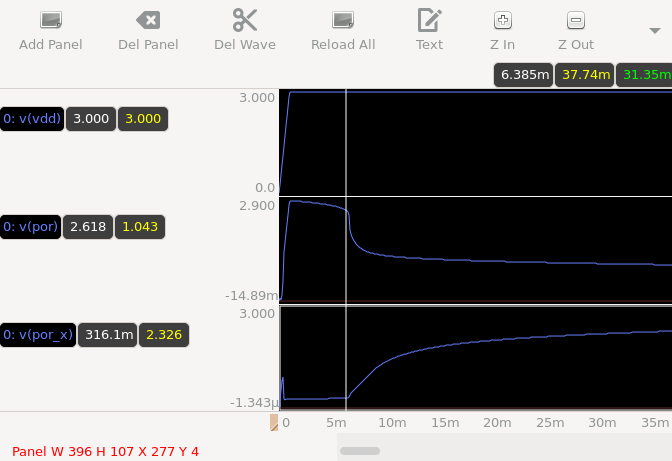 Add Panel Del Panel Del Wave Reload All Text Z In Z Out
6.385m 37.74m 31.35m
3.000
0: v(vdd) 3.000 3.000
0.0
2.900
0: v(por) 2.618 1.043
-14.89m
3.000
0: v(por_x) 316.1m 2.326
-1.343μ
0 5m 10m 15m 20m 25m 30m 35m
Panel W 396 H 107 X 277 Y 4